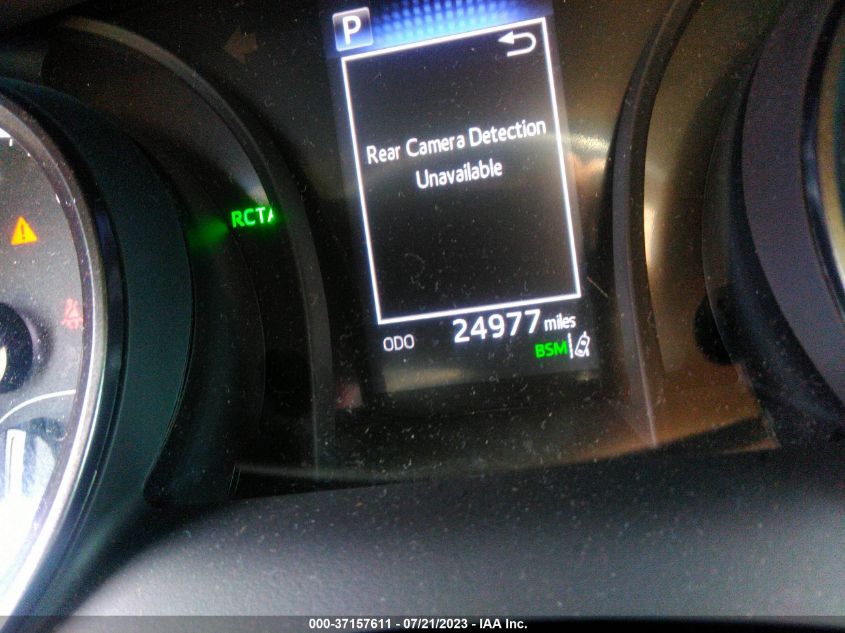 P
Rear Camera Detection
Unavailable
RCTA
ODO 24977 miles
BSM
000-37157611 - 07/21/2023 - IAA Inc.